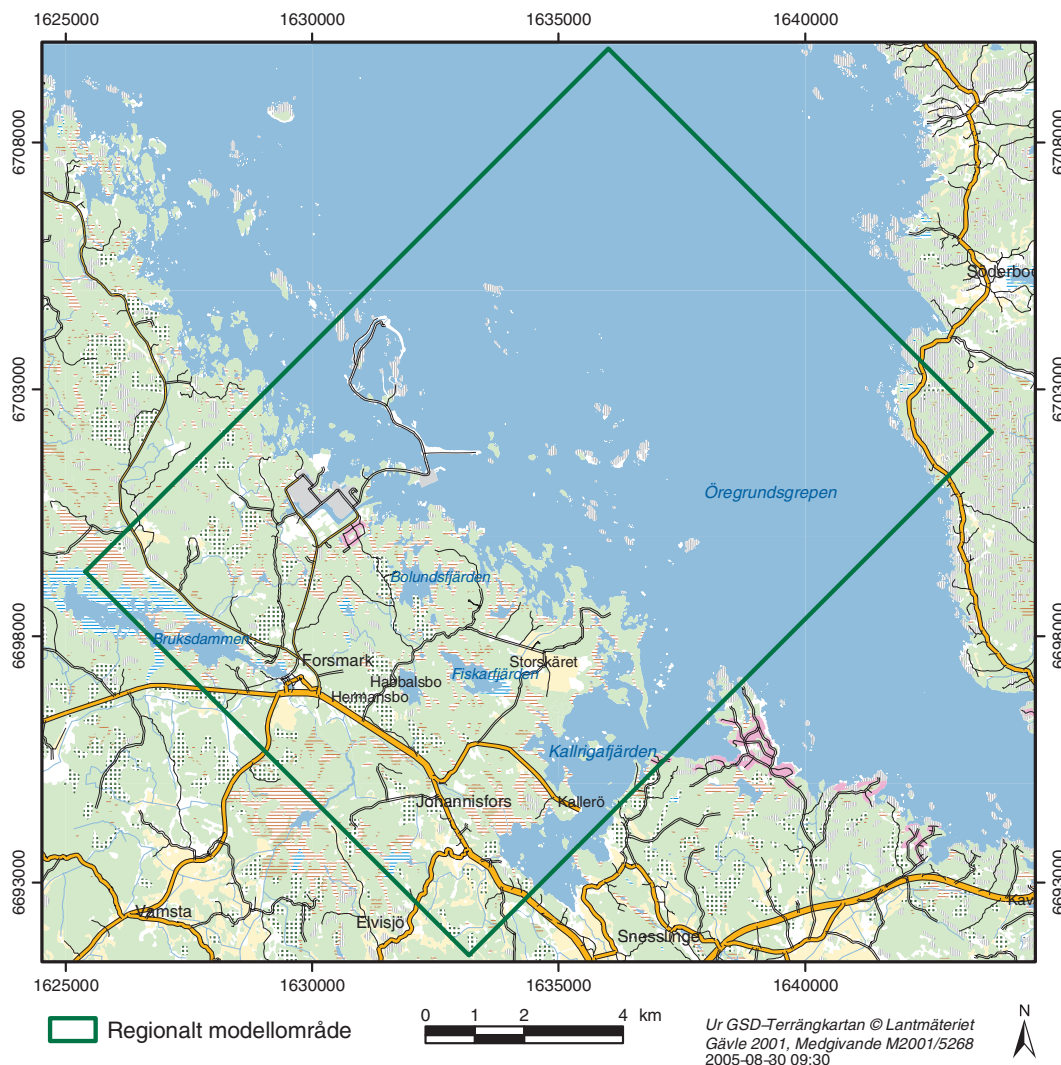 1625000 1630000 1635000 1640000
6708000 6708000
Söderboc
6703000 6703000
Öregrundsgrepen
Bolundsfjärden
6698000 6698000
Bruksdammen
Forsmark
Storskäret
Habbalsbo
Fiskarfjärden
Hermansbo
Kallrigafjärden
Johannisfors
Kallerö
6693000 6693000
Kav
Vamsta
Elvisjö
Snesslinge
1625000 1630000 1635000 1640000
Regionalt modellområde
0 1 2 4 km
N
Ur GSD–Terrängkartan © Lantmäteriet
Gävle 2001, Medgivande M2001/5268
2005-08-30 09:30